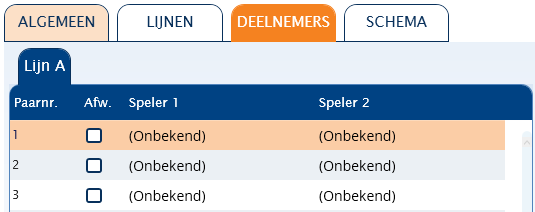 ALGEMEEN LIJNEN DEELNEMERS SCHEMA
Lijn A
Paarnr. Afw. Speler 1 Speler 2
1 (Onbekend) (Onbekend)
2 (Onbekend) (Onbekend)
3 (Onbekend) (Onbekend)